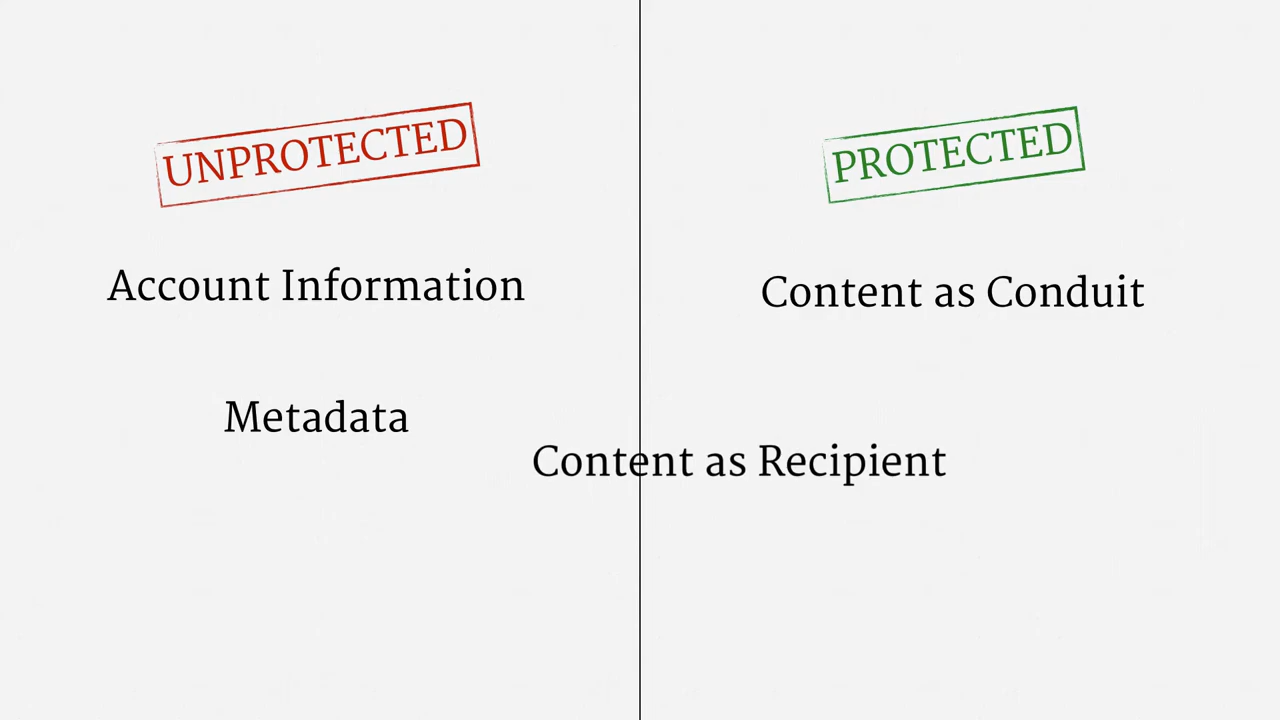 UNPROTECTED
Account Information
Metadata
PROTECTED
Content as Conduit
Content as Recipient